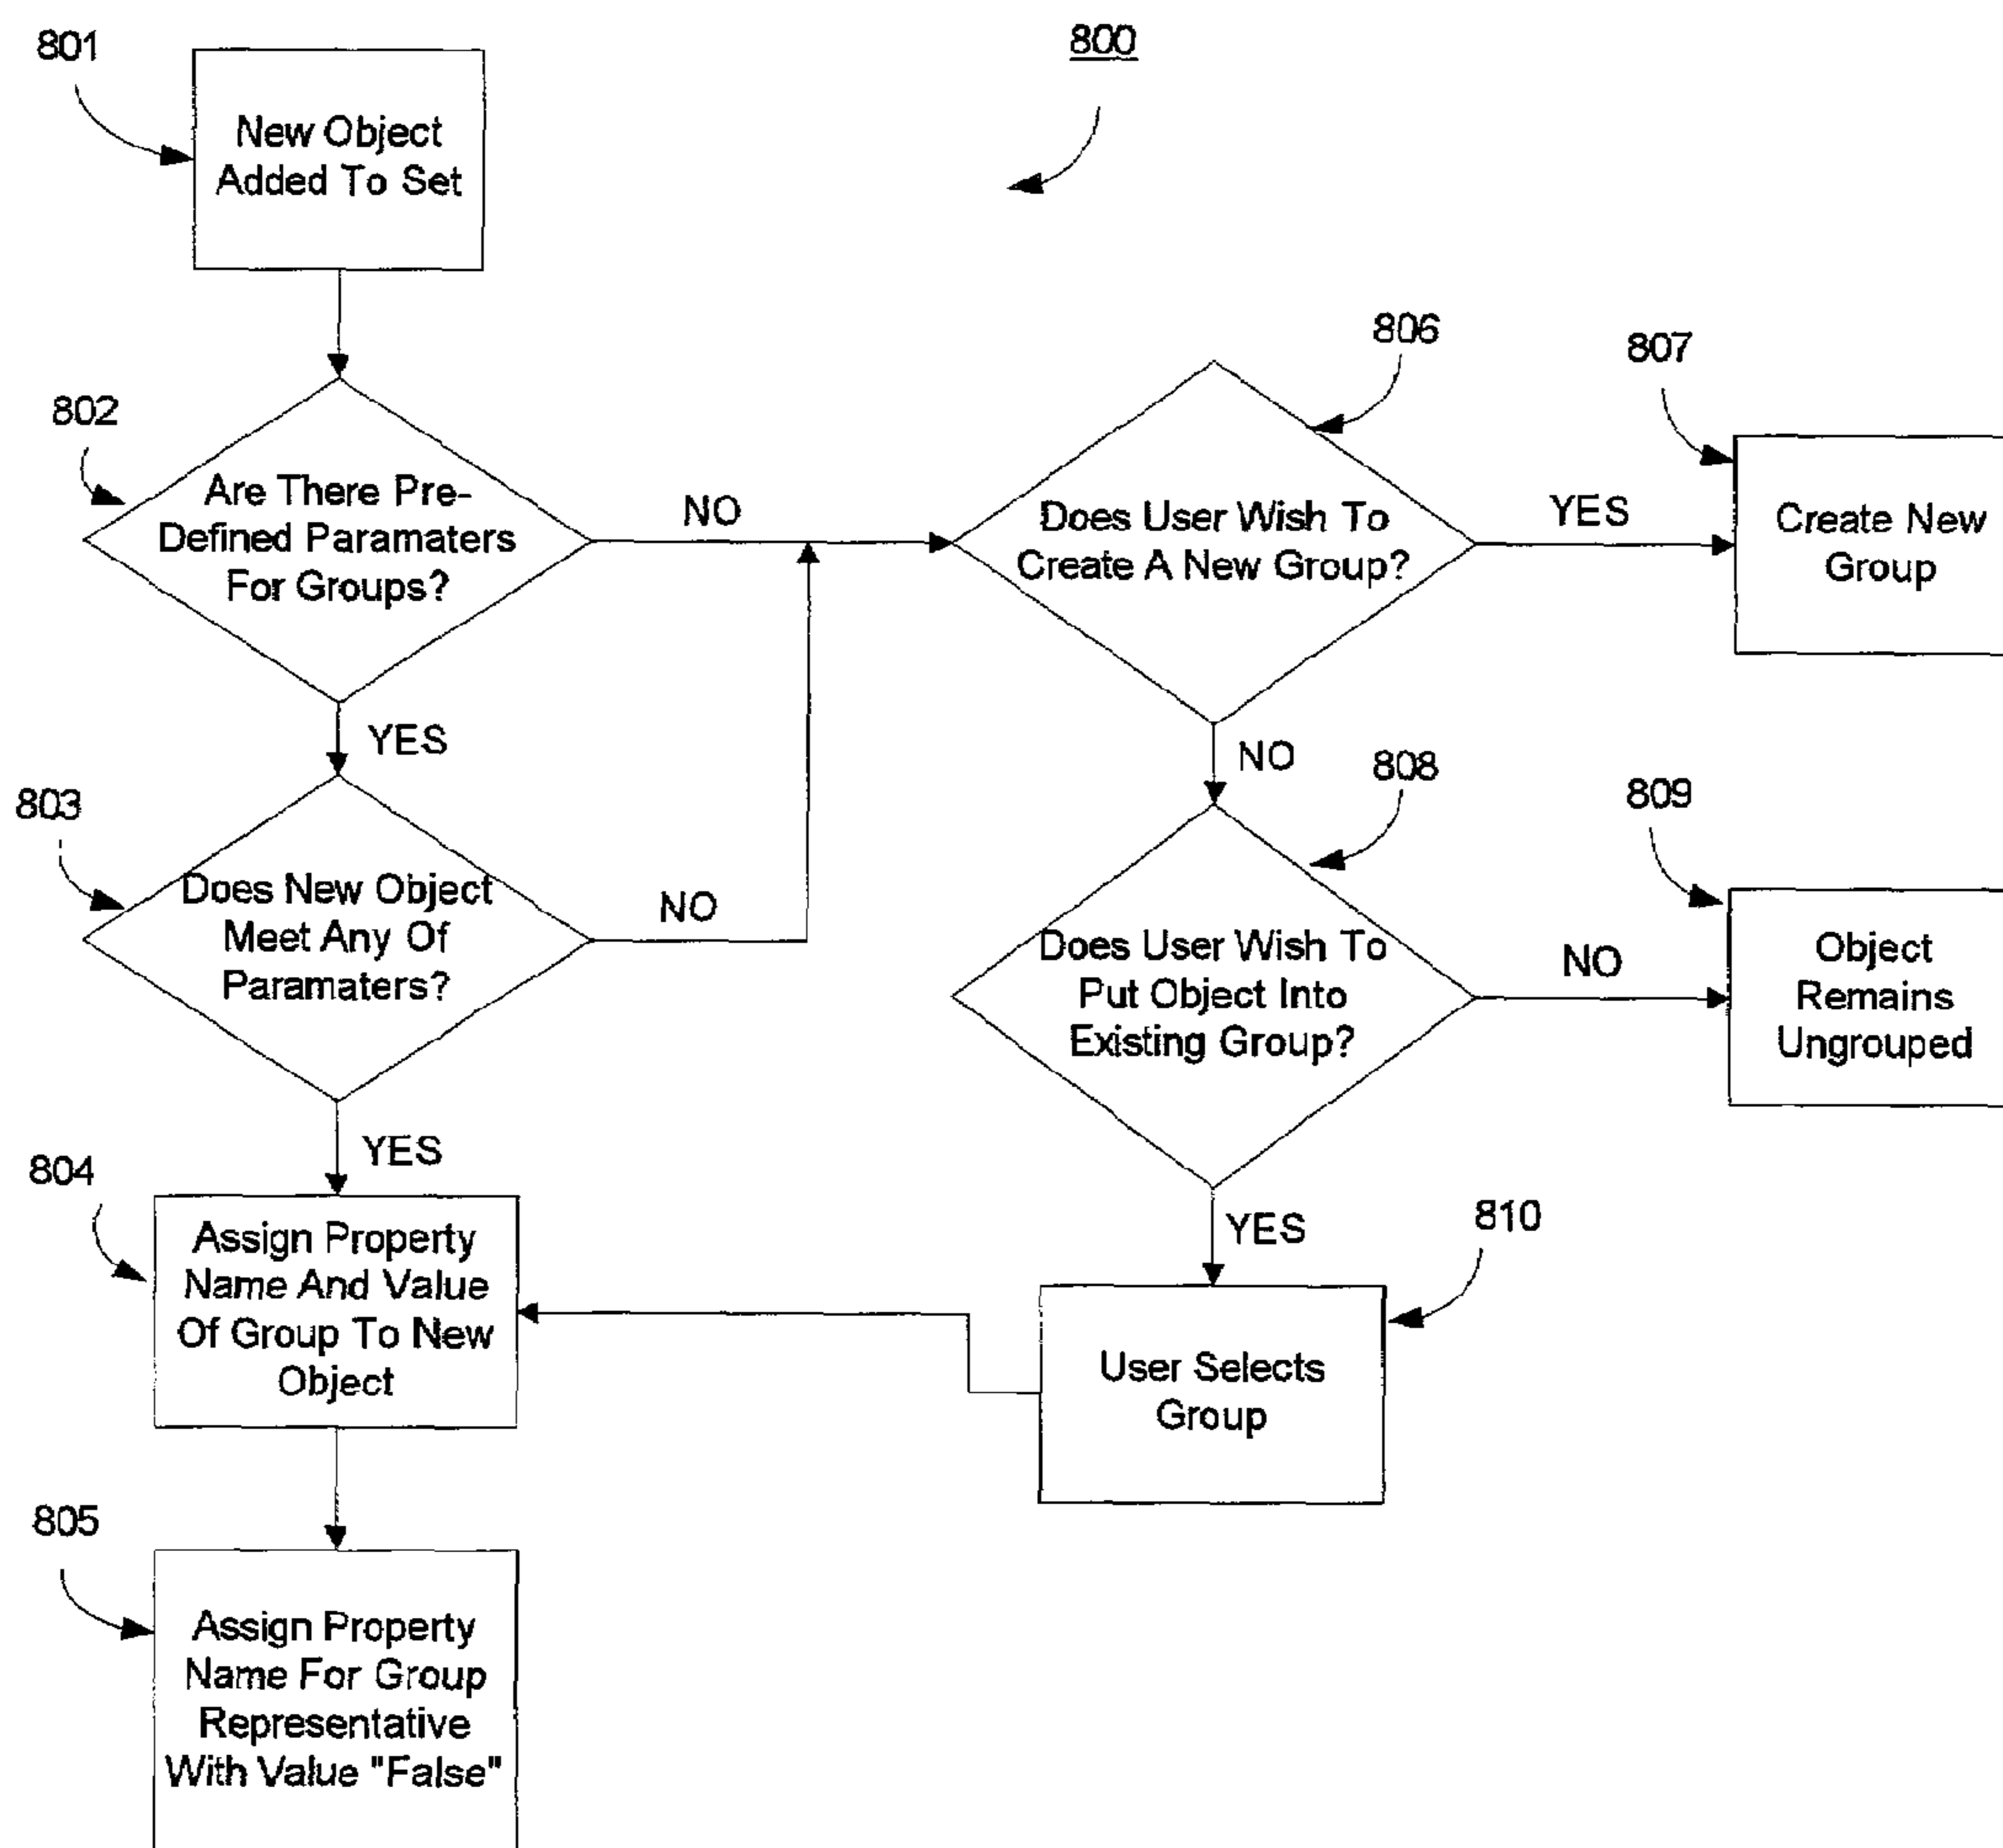 801
800
New Object
Added To Set
806
807
802
Are There Pre-
Defined Paramaters
For Groups?
NO
Does User Wish To
Create A New Group?
YES
Create New
Group
YES
NO
803
808
809
Does New Object
Meet Any Of
Paramaters?
NO
Does User Wish To
Put Object Into
Existing Group?
NO
Object
Remains
Ungrouped
YES
YES
804
810
Assign Property
Name And Value
Of Group To New
Object
User Selects
Group
805
Assign Property
Name For Group
Representative
With Value "False"